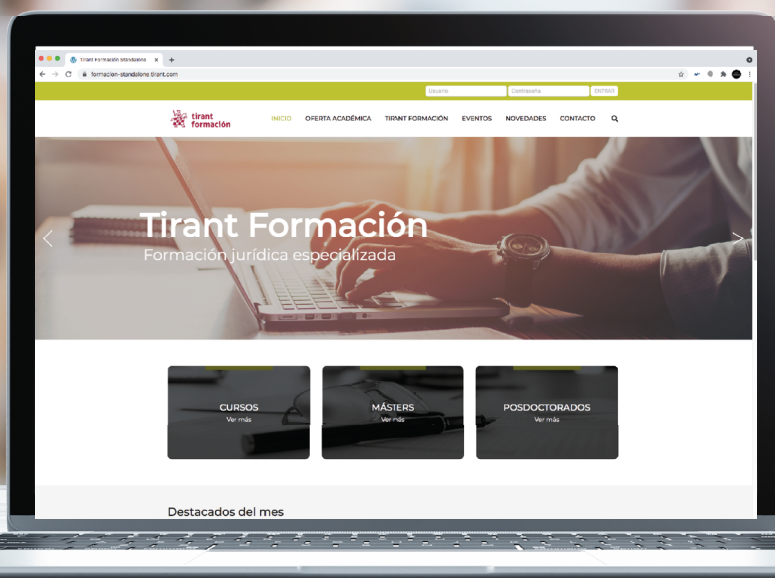 Tirant Formación Standalone
formacion-standalone.tirant.com
Usuario
Contraseña
ENTRAR
tirant
formación
INICIO
OFERTA ACADÉMICA
TIRANT FORMACIÓN
EVENTOS
NOVEDADES
CONTACTO
Tirant Formación
Formación jurídica especializada
CURSOS
Ver más
MÁSTERS
Ver más
POSDOCTORADOS
Ver más
Destacados del mes